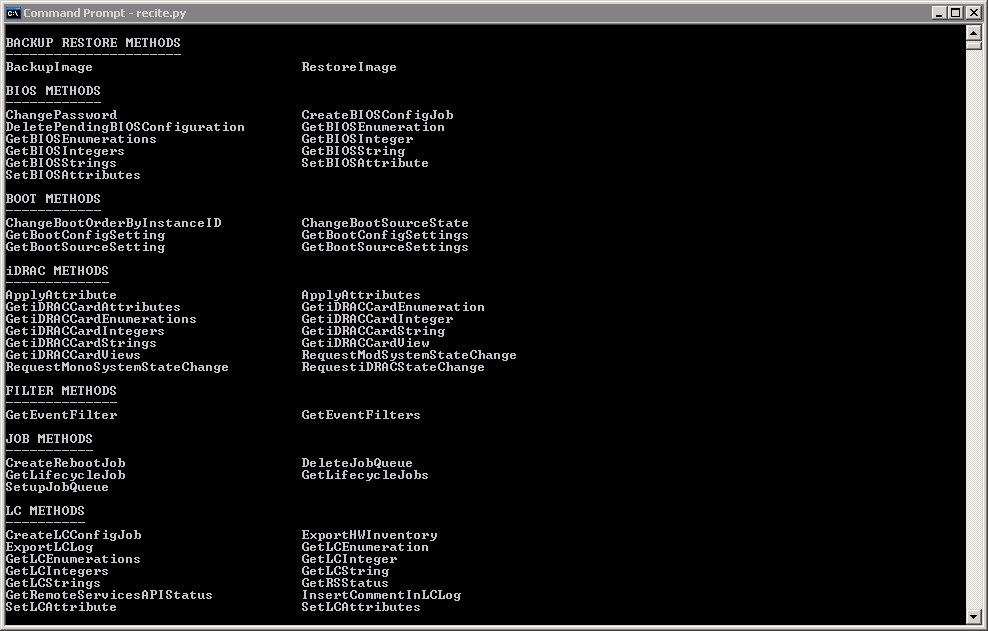 Command Prompt - recite.py
BACKUP RESTORE METHODS
----------------------
BackupImage RestoreImage
BIOS METHODS
------------
ChangePassword CreateBIOSConfigJob
DeletePendingBIOSConfiguration GetBIOSEnumeration
GetBIOSEnumerations GetBIOSInteger
GetBIOSIntegers GetBIOSString
GetBIOSStrings SetBIOSAttribute
SetBIOSAttributes
BOOT METHODS
------------
ChangeBootOrderByInstanceID ChangeBootSourceState
GetBootConfigSetting GetBootConfigSettings
GetBootSourceSetting GetBootSourceSettings
iDRAC METHODS
-------------
ApplyAttribute ApplyAttributes
GetiDRACCardAttributes GetiDRACCardEnumeration
GetiDRACCardEnumerations GetiDRACCardInteger
GetiDRACCardIntegers GetiDRACCardString
GetiDRACCardStrings GetiDRACCardView
GetiDRACCardViews RequestModSystemStateChange
RequestMonoSystemStateChange RequestiDRACStateChange
FILTER METHODS
--------------
GetEventFilter GetEventFilters
JOB METHODS
-----------
CreateRebootJob DeleteJobQueue
GetLifecycleJob GetLifecycleJobs
SetupJobQueue
LC METHODS
----------
CreateLCConfigJob ExportHWInventory
ExportLCLog GetLCEnumeration
GetLCEnumerations GetLCInteger
GetLCIntegers GetLCString
GetLCStrings GetRSStatus
GetRemoteServicesAPIStatus InsertCommentInLCLog
SetLCAttribute SetLCAttributes